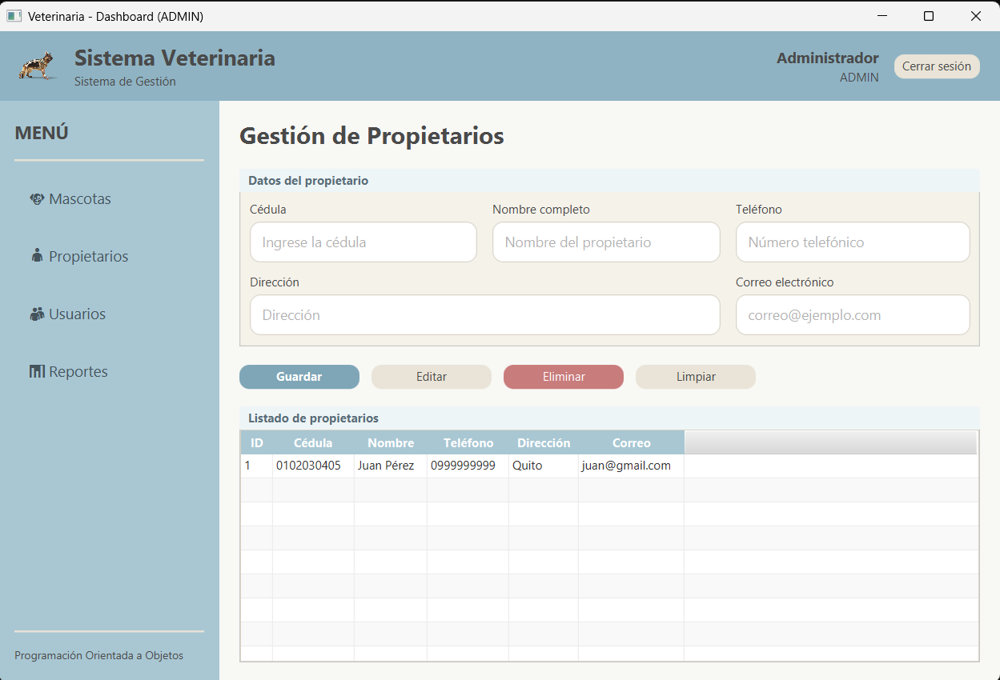 Veterinaria - Dashboard (ADMIN)
Sistema Veterinaria
Sistema de Gestión
Administrador
ADMIN
Cerrar sesión
MENÚ
Mascotas
Propietarios
Usuarios
Reportes
Programación Orientada a Objetos
Gestión de Propietarios
Datos del propietario
Cédula Nombre completo Teléfono
Ingrese la cédula Nombre del propietario Número telefónico
Dirección Correo electrónico
Dirección correo@ejemplo.com
Guardar Editar Eliminar Limpiar
Listado de propietarios
ID Cédula Nombre Teléfono Dirección Correo
1 0102030405 Juan Pérez 0999999999 Quito juan@gmail.com